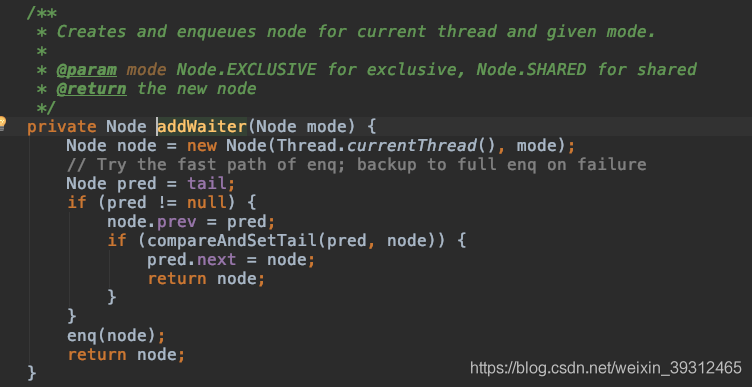 /**
 * Creates and enqueues node for current thread and given mode.
 *
 * @param mode Node.EXCLUSIVE for exclusive, Node.SHARED for shared
 * @return the new node
 */
private Node addWaiter(Node mode) {
    Node node = new Node(Thread.currentThread(), mode);
    // Try the fast path of enq; backup to full enq on failure
    Node pred = tail;
    if (pred != null) {
        node.prev = pred;
        if (compareAndSetTail(pred, node)) {
            pred.next = node;
            return node;
        }
    }
    enq(node);
    return node;
}
https://blog.csdn.net/weixin_39312465